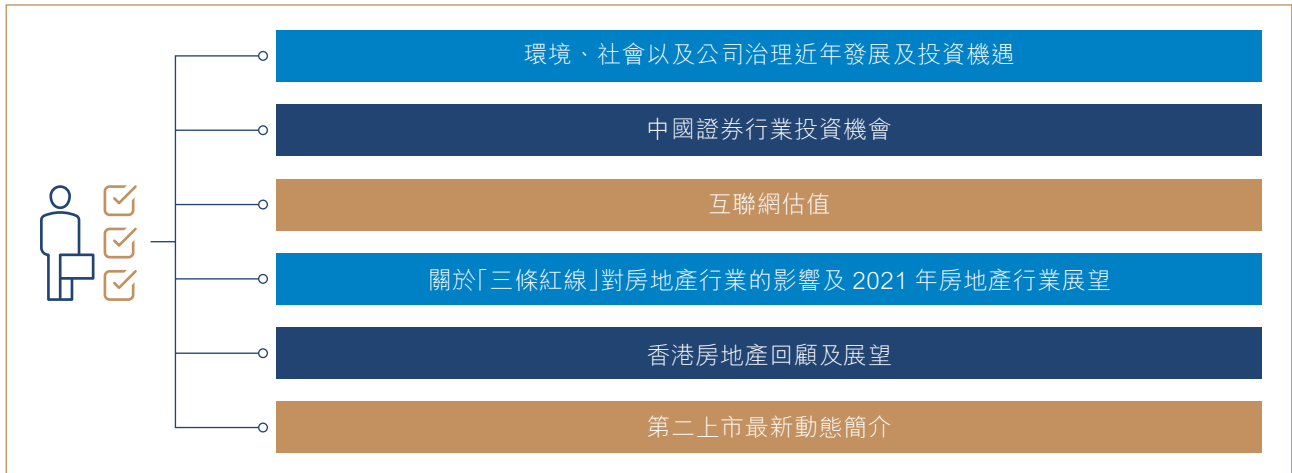 環境、社會以及公司治理近年發展及投資機遇
中國證券行業投資機會
互聯網估值
關於「三條紅線」對房地產行業的影響及 2021 年房地產行業展望
香港房地產回顧及展望
第二上市最新動態簡介